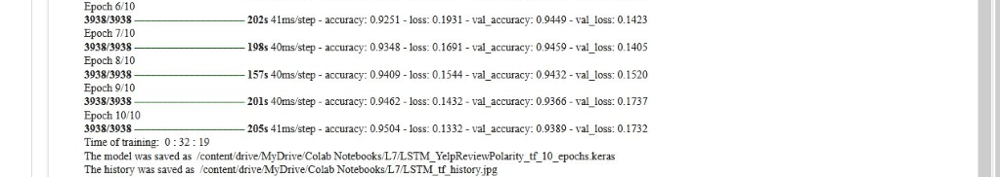 Epoch 6/10
3938/3938 ———————————— 202s 41ms/step - accuracy: 0.9251 - loss: 0.1931 - val_accuracy: 0.9449 - val_loss: 0.1423
Epoch 7/10
3938/3938 ———————————— 198s 40ms/step - accuracy: 0.9348 - loss: 0.1691 - val_accuracy: 0.9459 - val_loss: 0.1405
Epoch 8/10
3938/3938 ———————————— 157s 40ms/step - accuracy: 0.9409 - loss: 0.1544 - val_accuracy: 0.9432 - val_loss: 0.1520
Epoch 9/10
3938/3938 ———————————— 201s 40ms/step - accuracy: 0.9462 - loss: 0.1432 - val_accuracy: 0.9366 - val_loss: 0.1737
Epoch 10/10
3938/3938 ———————————— 205s 41ms/step - accuracy: 0.9504 - loss: 0.1332 - val_accuracy: 0.9389 - val_loss: 0.1732
Time of training:  0 : 32 : 19
The model was saved as  /content/drive/MyDrive/Colab Notebooks/L7/LSTM_YelpReviewPolarity_tf_10_epochs.keras
The history was saved as  /content/drive/MyDrive/Colab Notebooks/L7/LSTM_tf_history.jpg